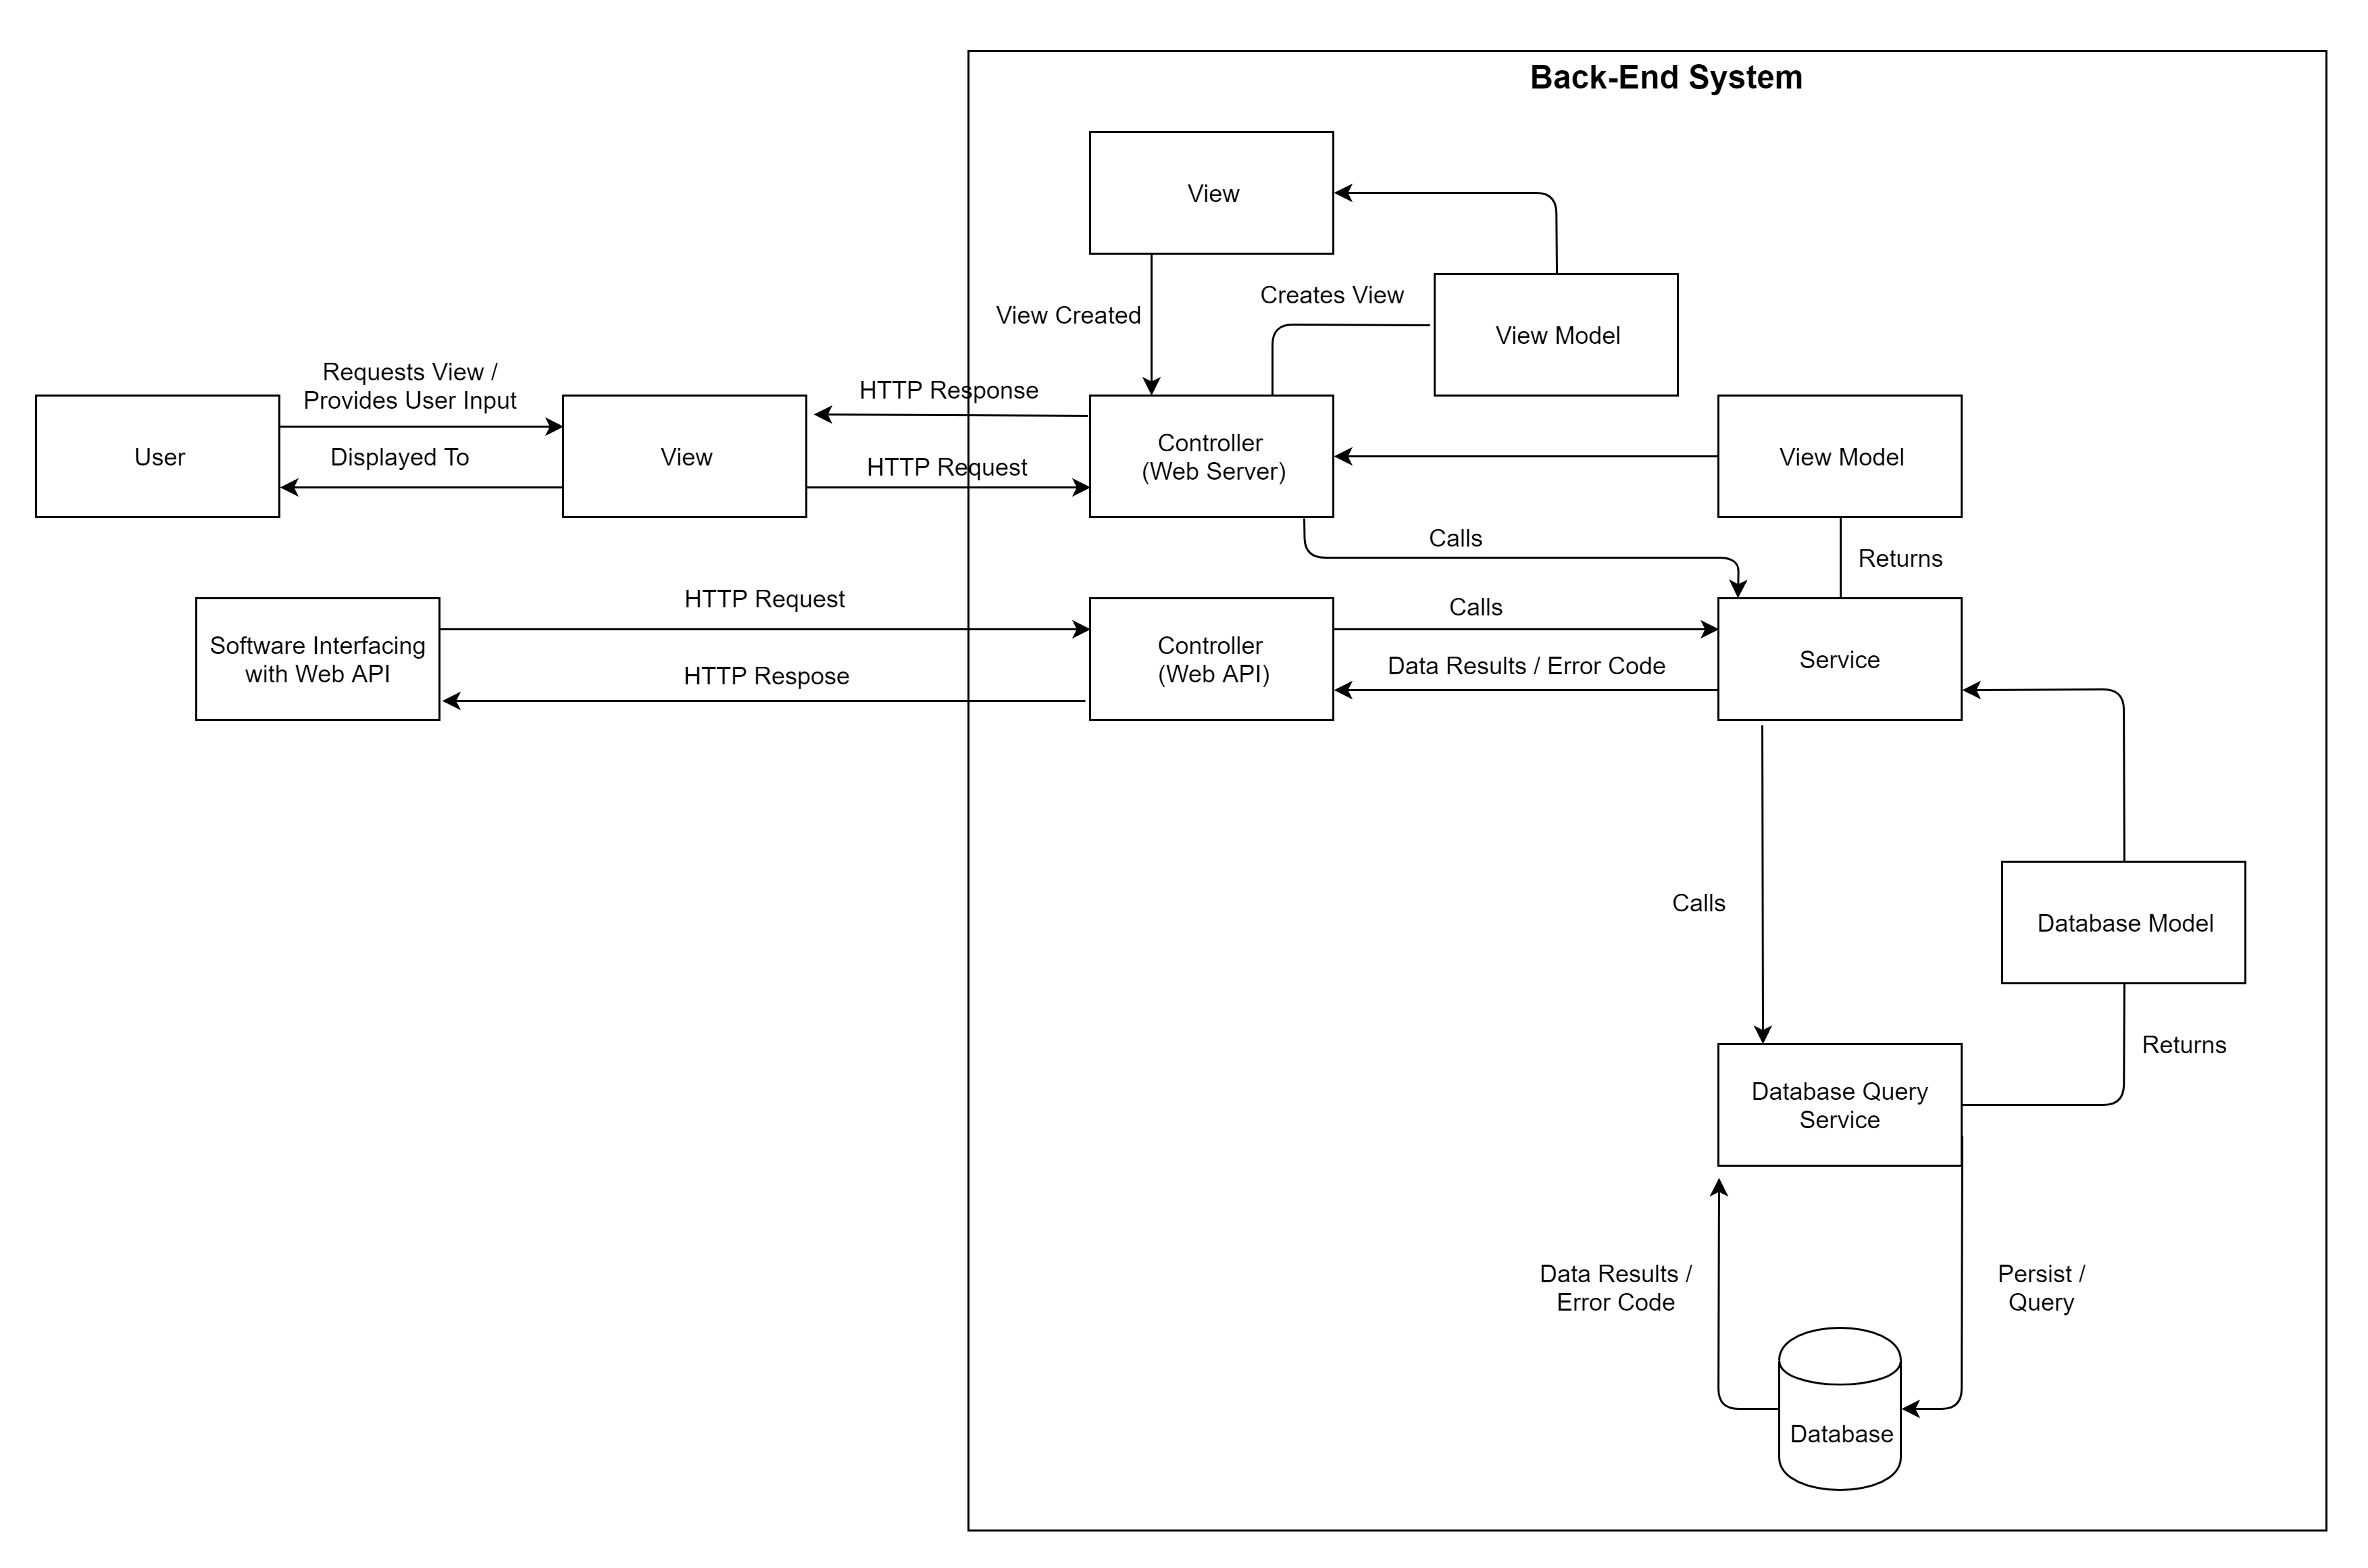 Back-End System
View
View Created
Creates View
View Model
Requests View /
Provides User Input
HTTP Response
User
Displayed To
View
HTTP Request
Controller
(Web Server)
View Model
Calls
Returns
Software Interfacing
with Web API
HTTP Request
HTTP Respose
Controller
(Web API)
Calls
Data Results / Error Code
Service
Calls
Database Model
Returns
Database Query
Service
Data Results /
Error Code
Persist /
Query
Database